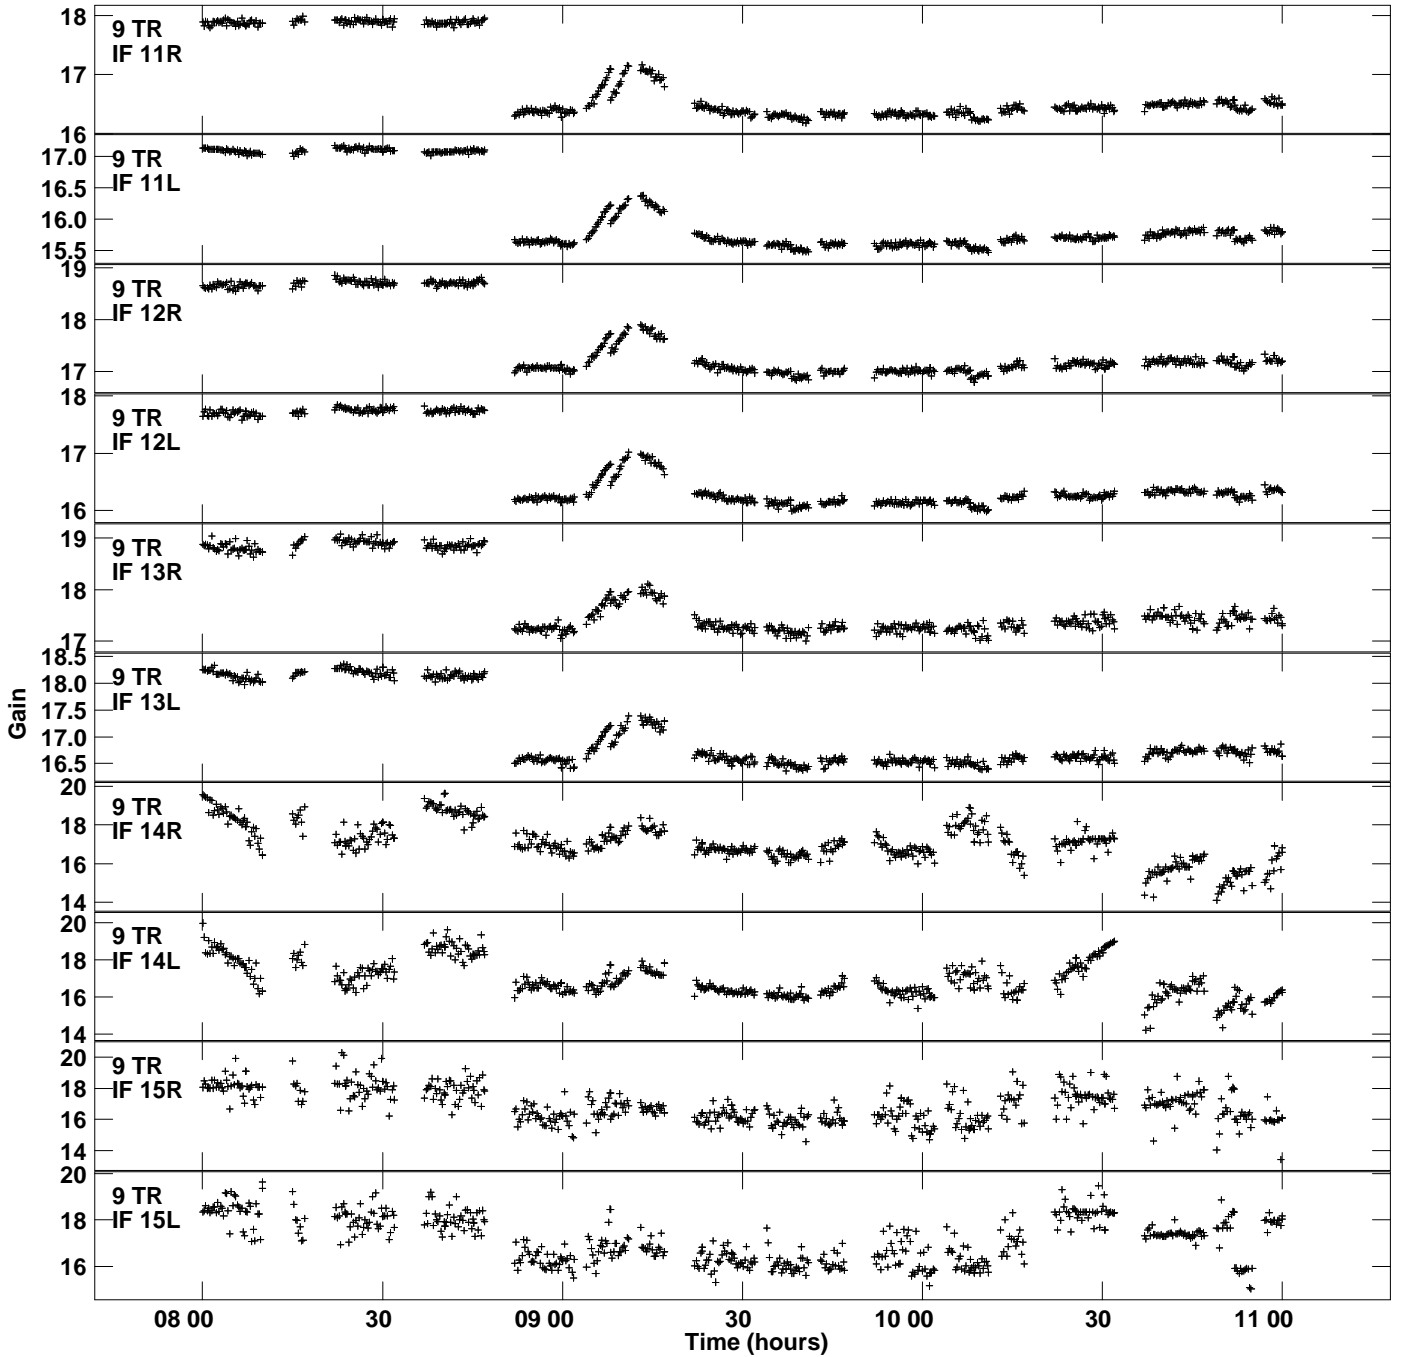 18
9 TR
IF 11R
17
16
17.0
9 TR
IF 11L
16.5
16.0
15.5
19
9 TR
IF 12R
18
17
18
9 TR
IF 12L
17
16
19
9 TR
IF 13R
18
17
18.5
9 TR
IF 13L
18.0
17.5
17.0
16.5
20
9 TR
IF 14R
18
16
14
20
9 TR
IF 14L
18
16
14
20
9 TR
IF 15R
18
16
14
20
9 TR
IF 15L
18
16
Gain
08 00 30 09 00 30 10 00 30 11 00
Time (hours)